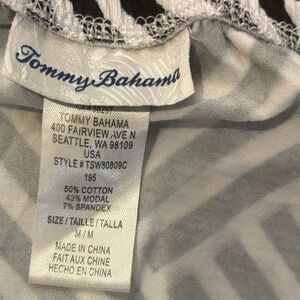 Tommy Bahama
TOMMY BAHAMA
400 FAIRVIEW AVE N
SEATTLE, WA 98109
USA
STYLE # TSW80809C
195
50% COTTON
43% MODAL
7% SPANDEX
SIZE / TAILLE / TALLA
M / M
MADE IN CHINA
FAIT AUX CHINE
HECHO EN CHINA